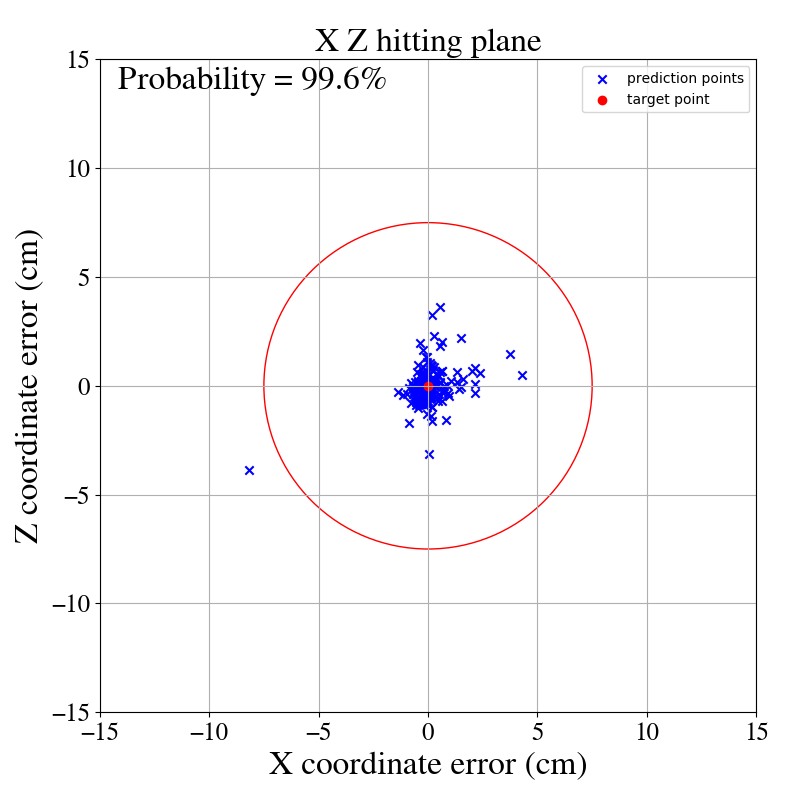 X Z hitting plane
Probability = 99.6%
prediction points
target point
15
10
5
0
−5
−10
−15
Z coordinate error (cm)
−15 −10 −5 0 5 10 15
X coordinate error (cm)